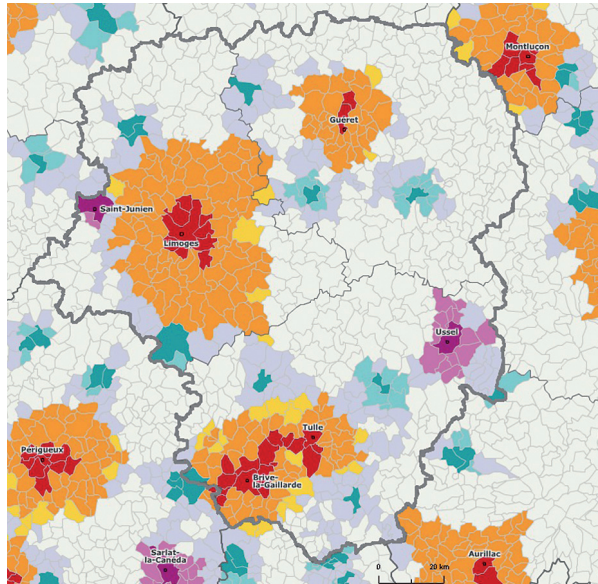 Montluçon
Guéret
Saint-Junien
Limoges
Ussel
Tulle
Périgueux
Brive-
la-Gaillarde
Sarlat-
la-Canéda
Aurillac
0 20 km